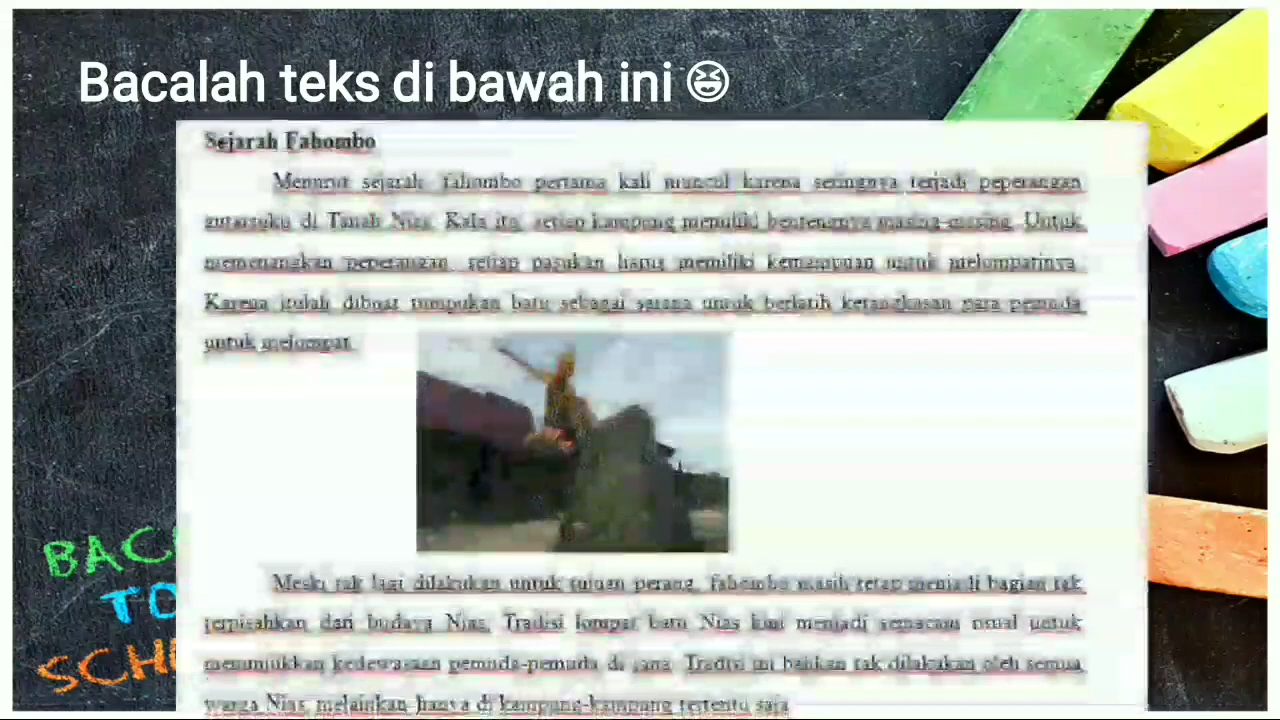 Bacalah teks di bawah ini 😆
Sejarah Fahombo
Menurut sejarah, fahombo pertama kali muncul karena seringnya terjadi peperangan
antarsuku di Tanah Nias. Kala itu, setiap kampung memiliki bentengnya masing-masing. Untuk
memenangkan peperangan, setiap pasukan harus memiliki kemampuan untuk melompatinya.
Karena itulah dibuat tumpukan batu sebagai sarana untuk berlatih ketangkasan para pemuda
untuk melompat.
Meski tak lagi dilakukan untuk tujuan perang, fahombo masih tetap menjadi bagian tak
terpisahkan dari budaya Nias. Tradisi lompat batu Nias kini menjadi semacam ritual untuk
menunjukkan kedewasaan pemuda-pemuda di sana. Tradisi ini bahkan tak dilakukan oleh semua
warga Nias, melainkan hanya di kampung-kampung tertentu saja
BAC
TO
SCH